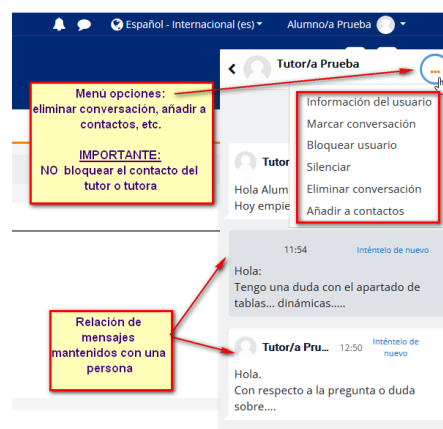 Español - Internacional (es)
Alumno/a Prueba
Tutor/a Prueba
Menú opciones:
eliminar conversación, añadir a
contactos, etc.
IMPORTANTE:
NO bloquear el contacto del
tutor o tutora
Información del usuario
Marcar conversación
Bloquear usuario
Silenciar
Eliminar conversación
Añadir a contactos
Tutor
Hola Alum
Hoy empie
11:54 Inténtelo de nuevo
Hola:
Tengo una duda con el apartado de
tablas... dinámicas.....
Relación de
mensajes
mantenidos con una
persona
Tutor/a Pru... 12:50 Inténtelo de
nuevo
Hola.
Con respecto a la pregunta o duda
sobre....